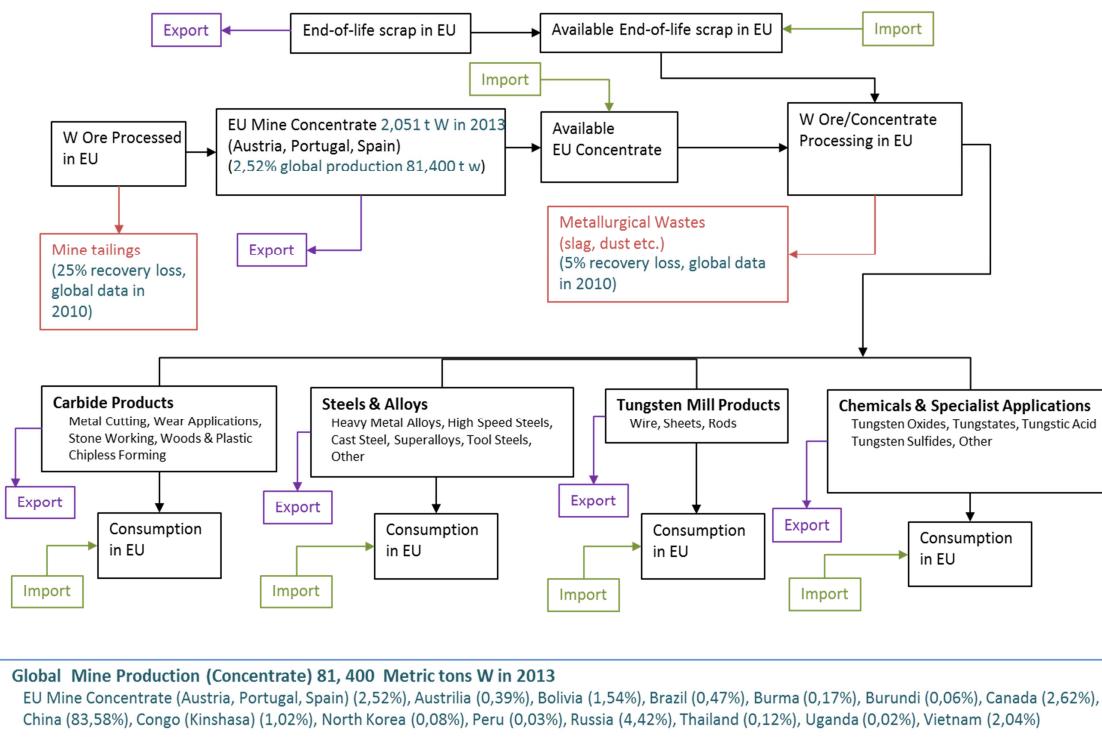 Export
End-of-life scrap in EU
Available End-of-life scrap in EU
Import
Import
W Ore Processed
in EU
EU Mine Concentrate 2,051 t W in 2013
(Austria, Portugal, Spain)
(2,52% global production 81,400 t w)
Available
EU Concentrate
W Ore/Concentrate
Processing in EU
Mine tailings
(25% recovery loss,
global data in
2010)
Export
Metallurgical Wastes
(slag, dust etc.)
(5% recovery loss, global data
in 2010)
Carbide Products
Metal Cutting, Wear Applications,
Stone Working, Woods & Plastic
Chipless Forming
Export
Consumption
in EU
Import
Steels & Alloys
Heavy Metal Alloys, High Speed Steels,
Cast Steel, Superalloys, Tool Steels,
Other
Export
Consumption
in EU
Import
Tungsten Mill Products
Wire, Sheets, Rods
Export
Consumption
in EU
Import
Chemicals & Specialist Applications
Tungsten Oxides, Tungstates, Tungstic Acid
Tungsten Sulfides, Other
Export
Consumption
in EU
Import
Global Mine Production (Concentrate) 81, 400 Metric tons W in 2013
EU Mine Concentrate (Austria, Portugal, Spain) (2,52%), Austrilia (0,39%), Bolivia (1,54%), Brazil (0,47%), Burma (0,17%), Burundi (0,06%), Canada (2,62%),
China (83,58%), Congo (Kinshasa) (1,02%), North Korea (0,08%), Peru (0,03%), Russia (4,42%), Thailand (0,12%), Uganda (0,02%), Vietnam (2,04%)